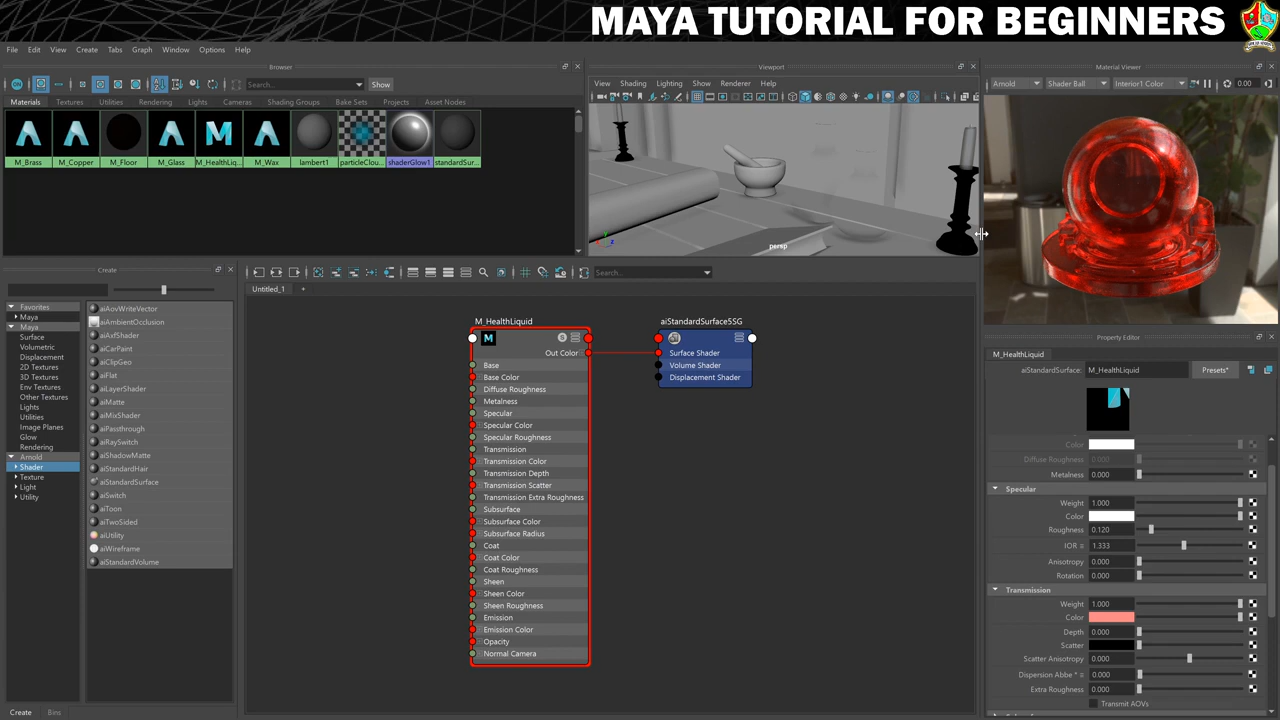 MAYA TUTORIAL FOR BEGINNERS
File Edit View Create Tabs Graph Window Options Help
Browser
Viewport
Material Viewer
Search...
Show
View Shading Lighting Show Renderer Help
Arnold
Shader Ball
Interior1 Color
0.00
Materials Textures Utilities Rendering Lights Cameras Shading Groups Bake Sets Projects Asset Nodes
M_Brass M_Copper M_Floor M_Glass M_HealthLiq... M_Wax lambert1 particleClou... shaderGlow1 standardSur...
persp
Create
Favorites
Maya
Maya
Surface
Volumetric
Displacement
2D Textures
3D Textures
Env Textures
Other Textures
Lights
Utilities
Image Planes
Glow
Rendering
Arnold
Shader
Texture
Light
Utility
aiAovWriteVector
aiAmbientOcclusion
aiAxfShader
aiCarPaint
aiClipGeo
aiFlat
aiLayerShader
aiMatte
aiMixShader
aiPassthrough
aiRaySwitch
aiShadowMatte
aiStandardHair
aiStandardSurface
aiSwitch
aiToon
aiTwoSided
aiUtility
aiWireframe
aiStandardVolume
Create Bins
Search...
Untitled_1 +
M_HealthLiquid
M S
Out Color
Base
Base Color
Diffuse Roughness
Metalness
Specular
Specular Color
Specular Roughness
Transmission
Transmission Color
Transmission Depth
Transmission Scatter
Transmission Extra Roughness
Subsurface
Subsurface Color
Subsurface Radius
Coat
Coat Color
Coat Roughness
Sheen
Sheen Color
Sheen Roughness
Emission
Emission Color
Opacity
Normal Camera
aiStandardSurface5SG
Surface Shader
Volume Shader
Displacement Shader
Property Editor
M_HealthLiquid
aiStandardSurface: M_HealthLiquid Presets*
Color
Diffuse Roughness 0.000
Metalness 0.000
Specular
Weight 1.000
Color
Roughness 0.120
IOR = 1.333
Anisotropy 0.000
Rotation 0.000
Transmission
Weight 1.000
Color
Depth 0.000
Scatter
Scatter Anisotropy 0.000
Dispersion Abbe * = 0.000
Extra Roughness 0.000
Transmit AOVs